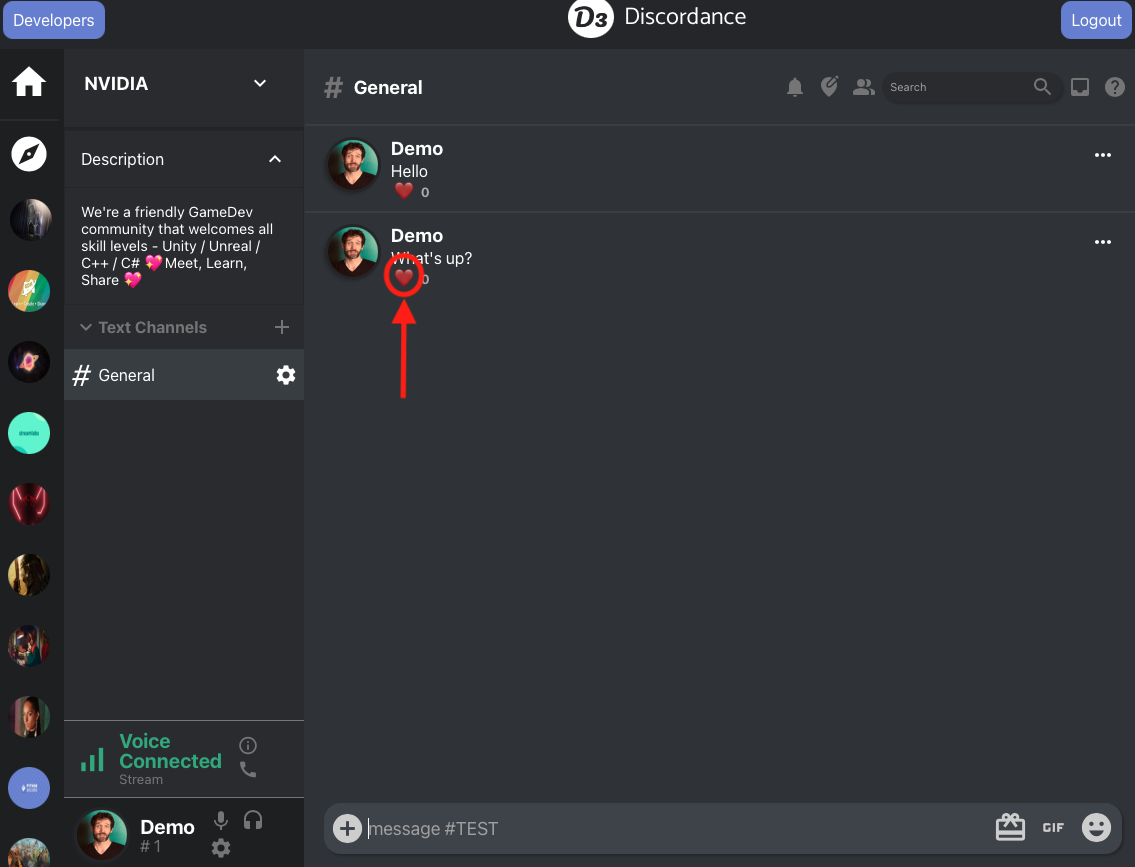 Developers
D3 Discordance
Logout
NVIDIA
# General
Search
Description
We're a friendly GameDev
community that welcomes all
skill levels - Unity / Unreal /
C++ / C# 💖 Meet, Learn,
Share 💖
Text Channels
# General
Demo
Hello
❤️ 0
Demo
What's up?
❤️ 0
Voice
Connected
Stream
Demo
# 1
message #TEST
GIF